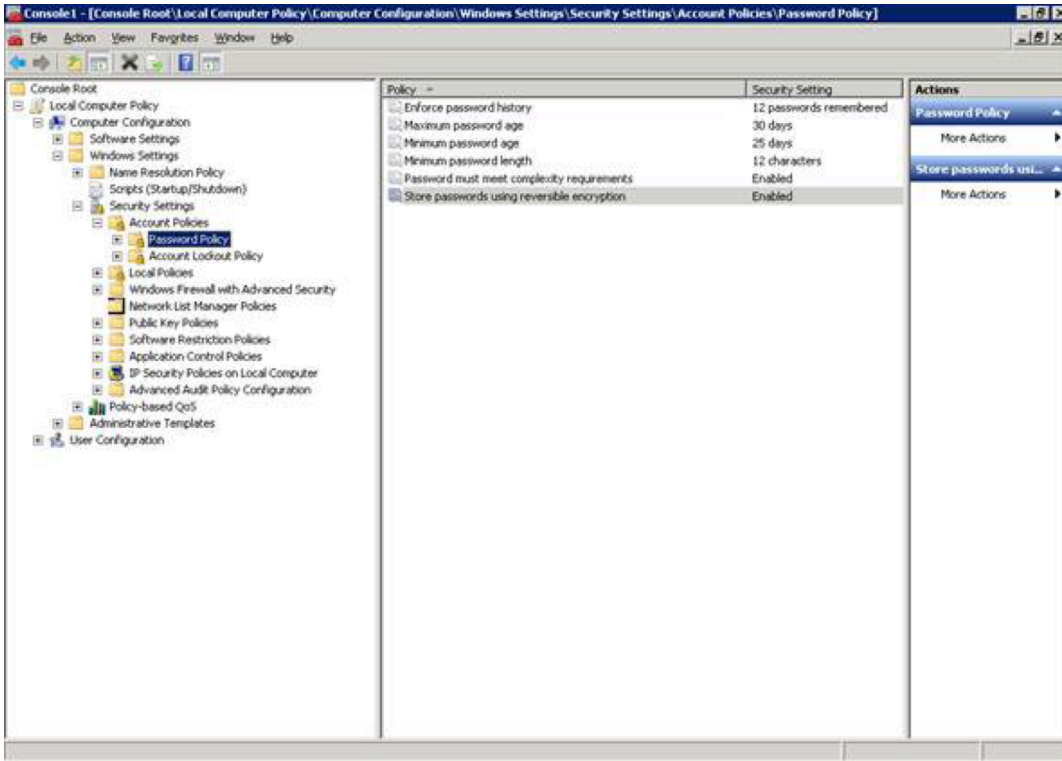 Console1 - [Console Root\Local Computer Policy\Computer Configuration\Windows Settings\Security Settings\Account Policies\Password Policy]
File Action View Favorites Window Help
Console Root
Local Computer Policy
Computer Configuration
Software Settings
Windows Settings
Name Resolution Policy
Scripts (Startup/Shutdown)
Security Settings
Account Policies
Password Policy
Account Lockout Policy
Local Policies
Windows Firewall with Advanced Security
Network List Manager Policies
Public Key Policies
Software Restriction Policies
Application Control Policies
IP Security Policies on Local Computer
Advanced Audit Policy Configuration
Policy-based QoS
Administrative Templates
User Configuration
Policy Security Setting
Enforce password history 12 passwords remembered
Maximum password age 30 days
Minimum password age 25 days
Minimum password length 12 characters
Password must meet complexity requirements Enabled
Store passwords using reversible encryption Enabled
Actions
Password Policy
More Actions
Store passwords usi...
More Actions